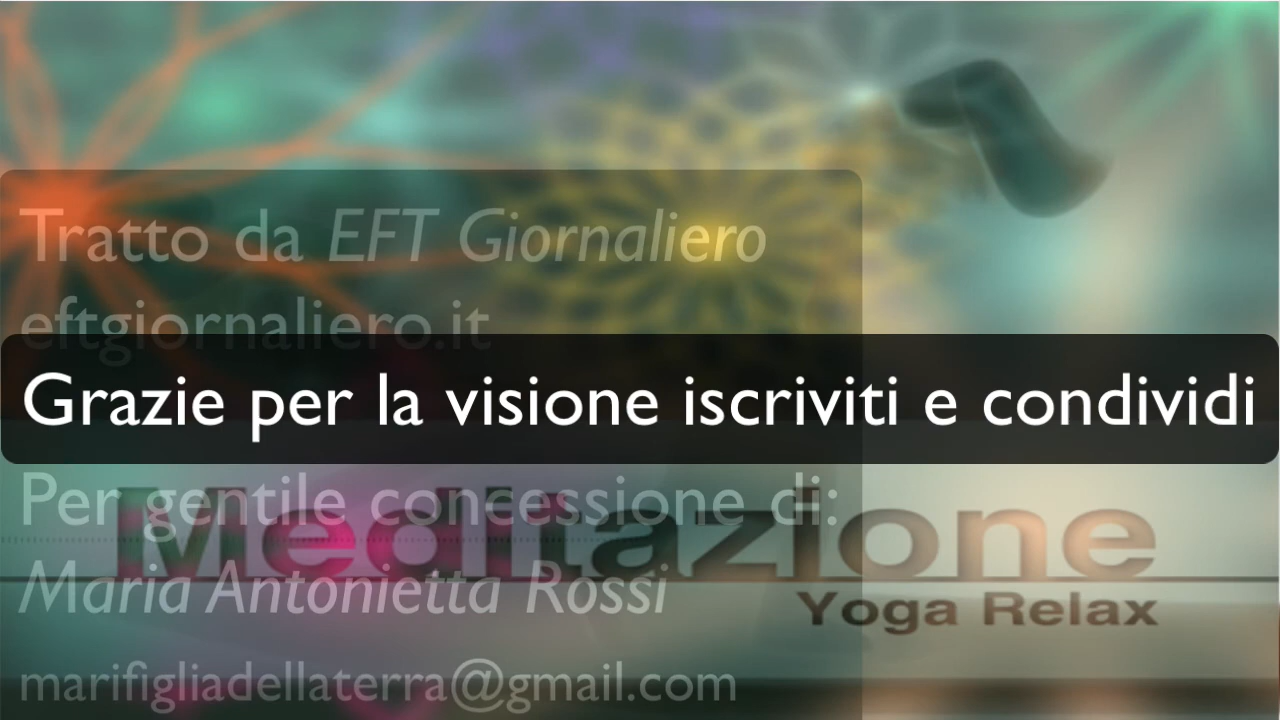 Tratto da EFT Giornaliero
eftgiornaliero.it
Grazie per la visione iscriviti e condividi
Per gentile concessione di:
Meditazione
Maria Antonietta Rossi
Yoga Relax
marifigliadellaterra@gmail.com